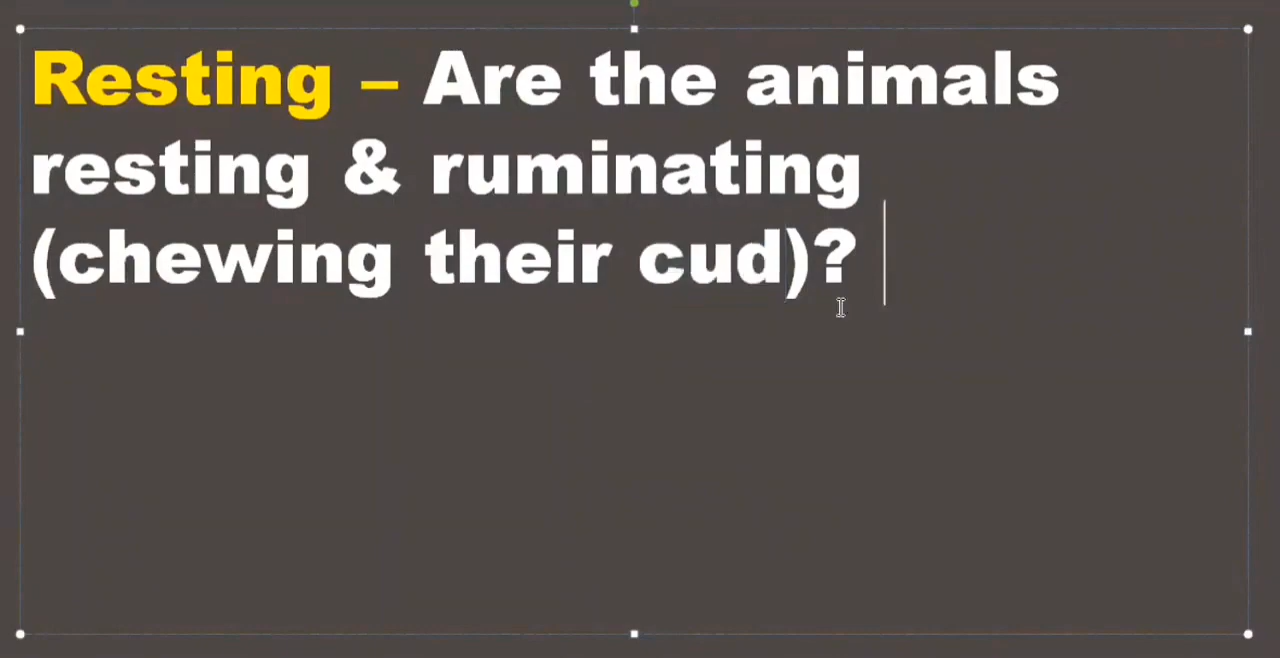 Resting – Are the animals
resting & ruminating
(chewing their cud)?